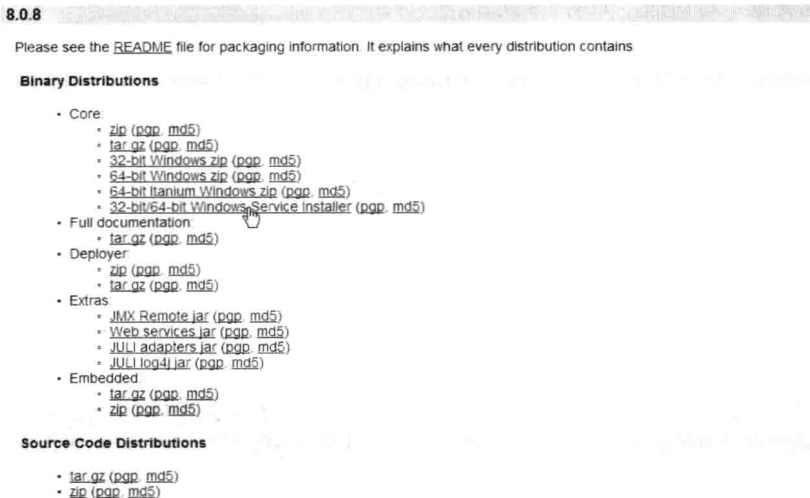 8.0.8
Please see the README file for packaging information. It explains what every distribution contains
Binary Distributions
• Core:
• zip (pgp, md5)
• tar.gz (pgp, md5)
• 32-bit Windows zip (pgp, md5)
• 64-bit Windows zip (pgp, md5)
• 64-bit Itanium Windows zip (pgp, md5)
• 32-bit/64-bit Windows Service Installer (pgp, md5)
• Full documentation:
• tar.gz (pgp, md5)
• Deployer:
• zip (pgp, md5)
• tar.gz (pgp, md5)
• Extras:
• JMX Remote jar (pgp, md5)
• Web services jar (pgp, md5)
• JULI adapters jar (pgp, md5)
• JULI log4j jar (pgp, md5)
• Embedded:
• tar.gz (pgp, md5)
• zip (pgp, md5)
Source Code Distributions
• tar.gz (pgp, md5)
• zip (pgp, md5)